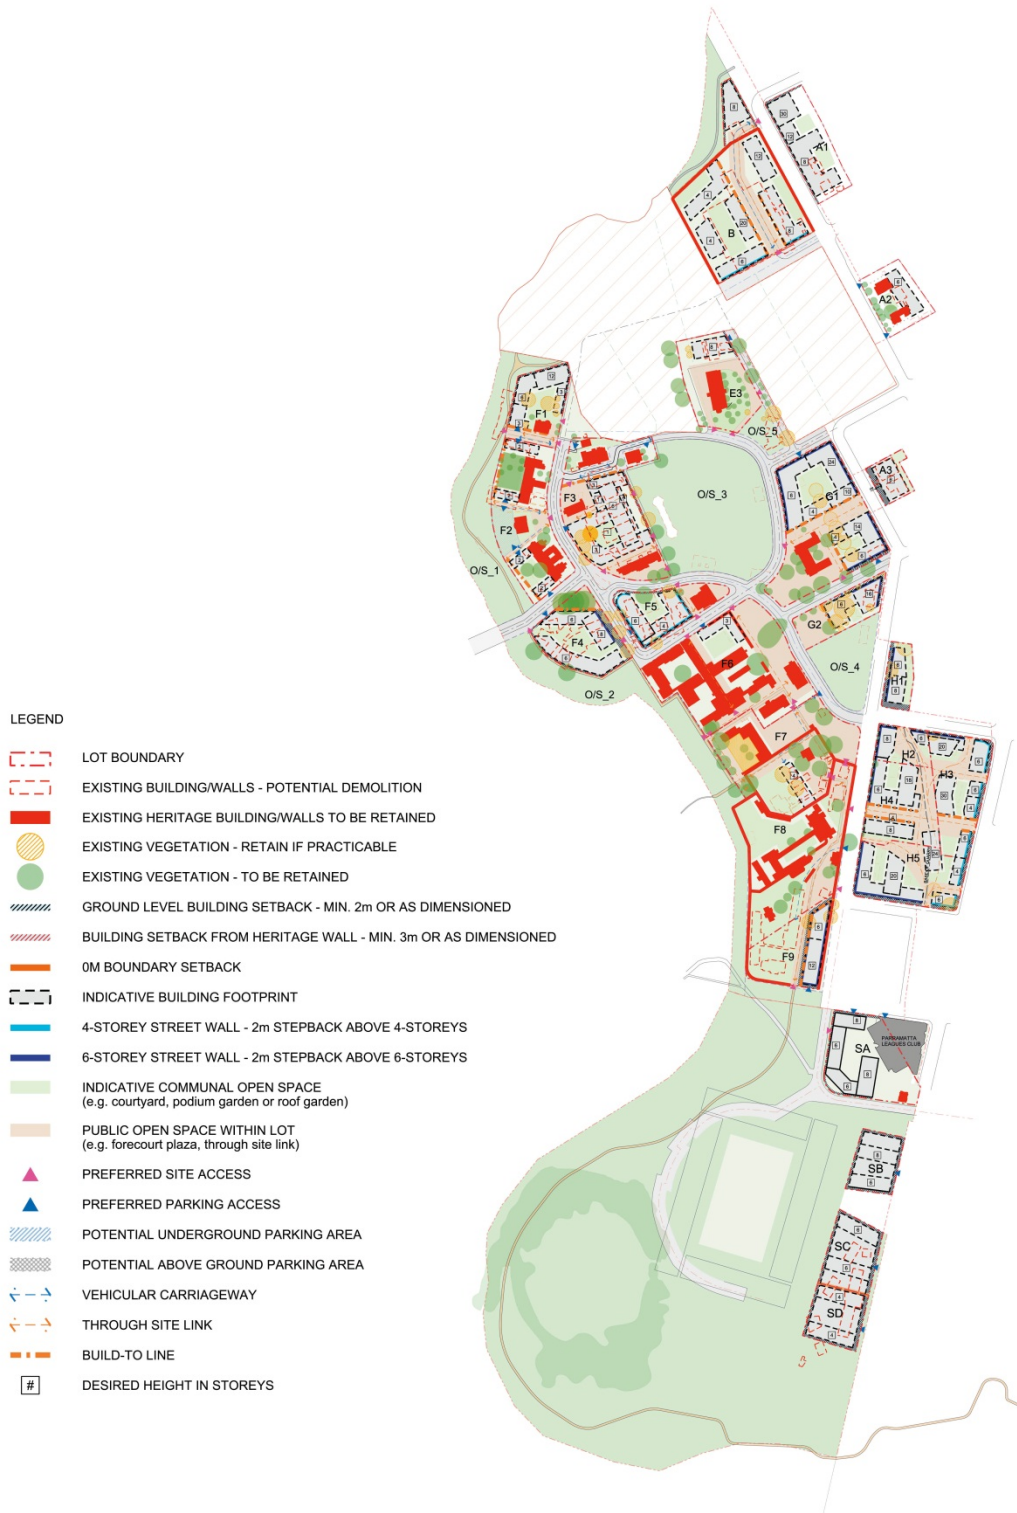 LEGEND
LOT BOUNDARY
EXISTING BUILDING/WALLS - POTENTIAL DEMOLITION
EXISTING HERITAGE BUILDING/WALLS TO BE RETAINED
EXISTING VEGETATION - RETAIN IF PRACTICABLE
EXISTING VEGETATION - TO BE RETAINED
GROUND LEVEL BUILDING SETBACK - MIN. 2m OR AS DIMENSIONED
BUILDING SETBACK FROM HERITAGE WALL - MIN. 3m OR AS DIMENSIONED
0M BOUNDARY SETBACK
INDICATIVE BUILDING FOOTPRINT
4-STOREY STREET WALL - 2m STEPBACK ABOVE 4-STOREYS
6-STOREY STREET WALL - 2m STEPBACK ABOVE 6-STOREYS
INDICATIVE COMMUNAL OPEN SPACE
(e.g. courtyard, podium garden or roof garden)
PUBLIC OPEN SPACE WITHIN LOT
(e.g. forecourt plaza, through site link)
PREFERRED SITE ACCESS
PREFERRED PARKING ACCESS
POTENTIAL UNDERGROUND PARKING AREA
POTENTIAL ABOVE GROUND PARKING AREA
VEHICULAR CARRIAGEWAY
THROUGH SITE LINK
BUILD-TO LINE
# DESIRED HEIGHT IN STOREYS
A1
B
A2
E3
F1
O/S_5
A3
O/S_3
G1
F3
F2
O/S_1
F5
F4
G2
F6
O/S_4
O/S_2
H1
F7
H2
H3
H4
F8
H5
F9
SA
PARRAMATTA
LEAGUES CLUB
SB
SC
SD